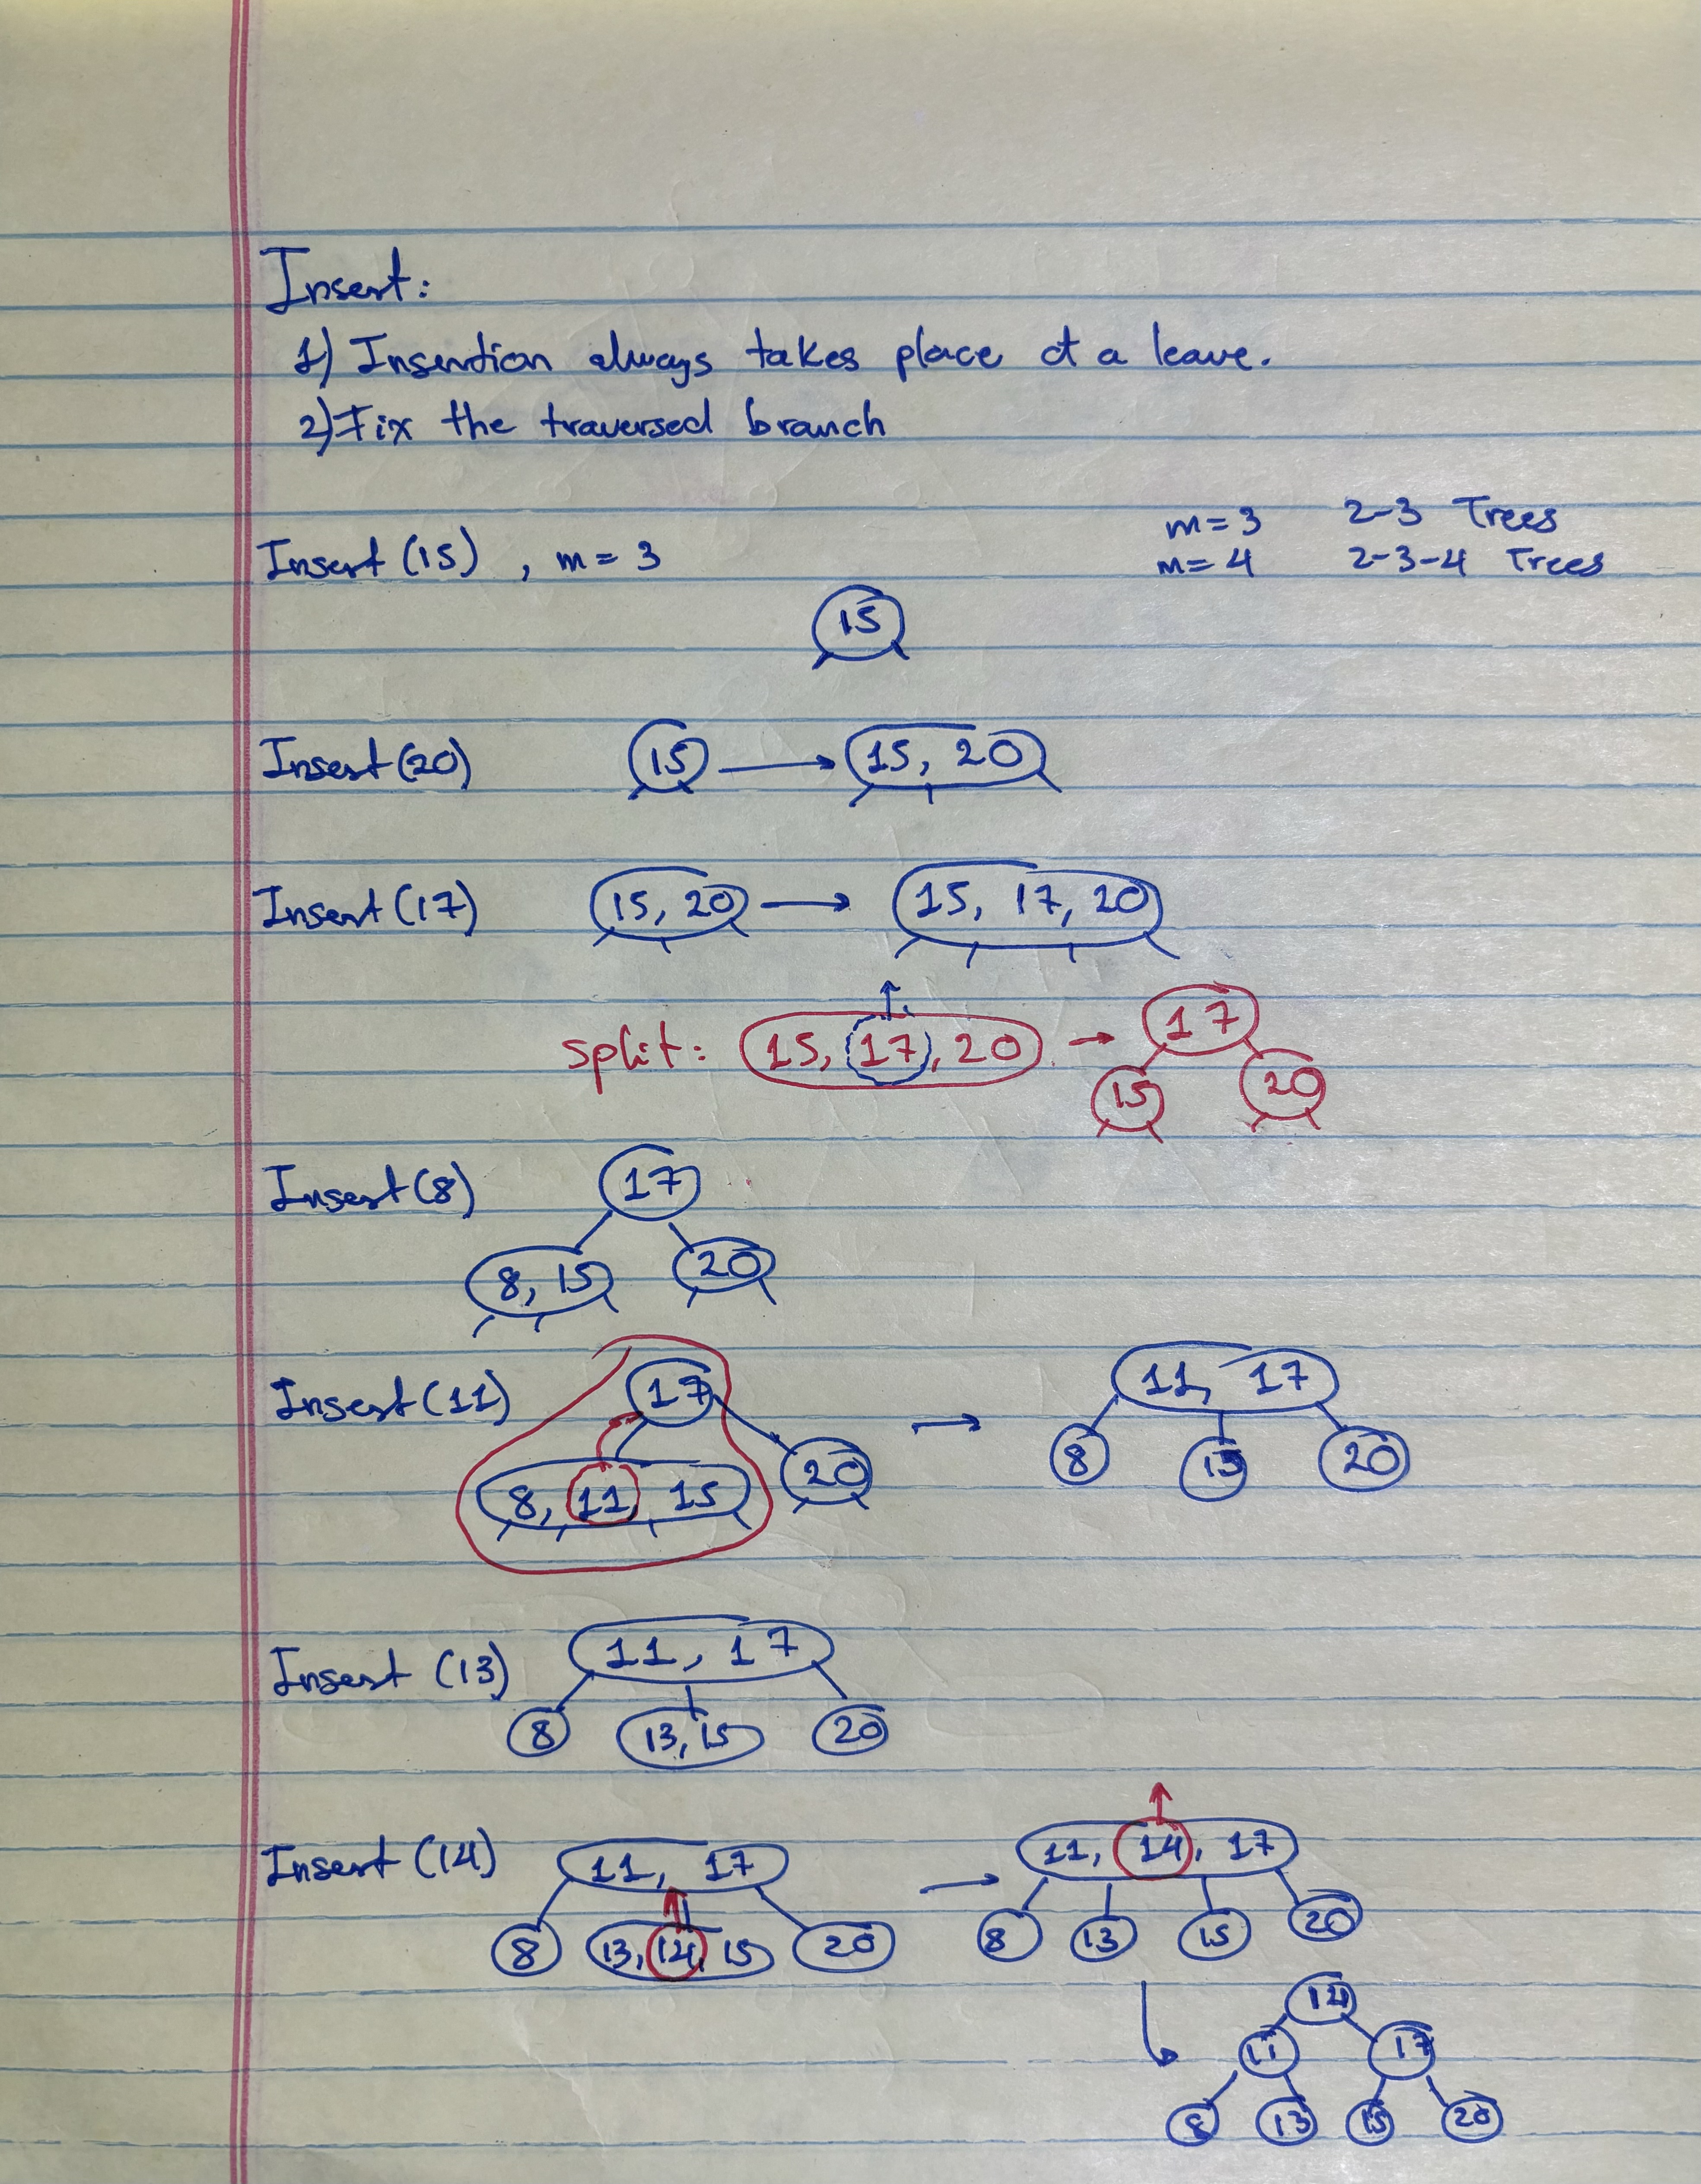 Insert:
1) Insertion always takes place at a leave.
2) Fix the traversed branch
m = 3 2-3 Trees
Insert (15) , m = 3
m = 4 2-3-4 Trees
15
Insert (20) 15 15, 20
Insert (17) 15, 20 15, 17, 20
split: 15, 17, 20 17
15 20
Insert (8) 17
8, 15 20
Insert (11) 17 11, 17
8, 11, 15 20 8 20
Insert (13) 11, 17
8 13, 15 20
Insert (14) 11, 17 11, 14, 17
8 13, 14, 15 20 8 13 15 20
14
11 17
8 13 15 20